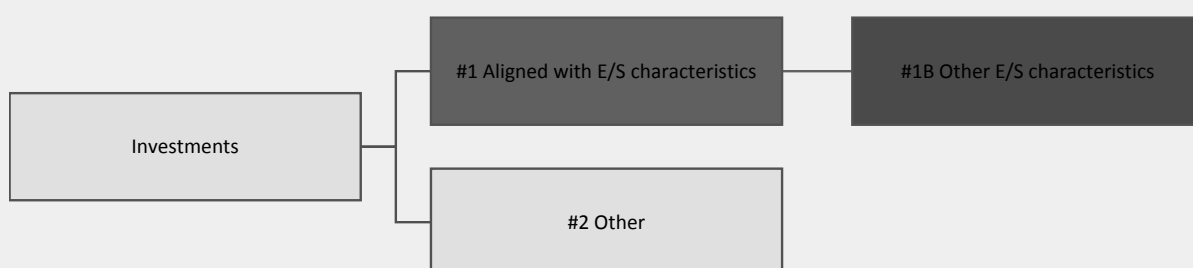 #1 Aligned with E/S characteristics
#1B Other E/S characteristics
Investments
#2 Other